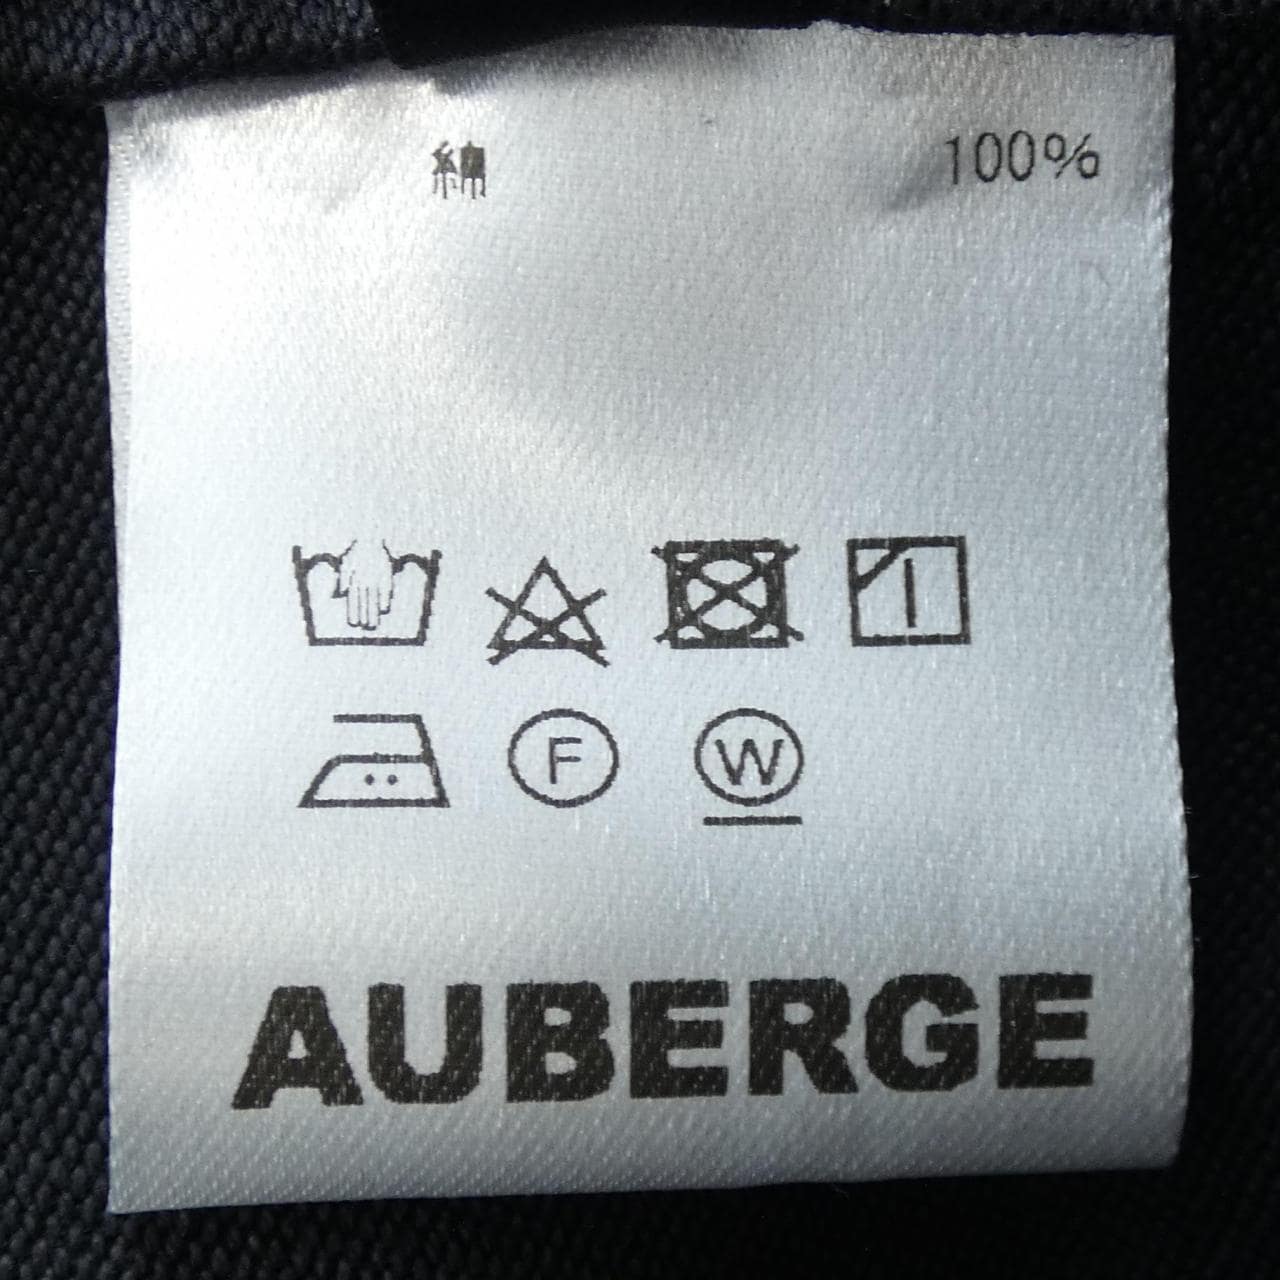 綿 100%
F W
AUBERGE